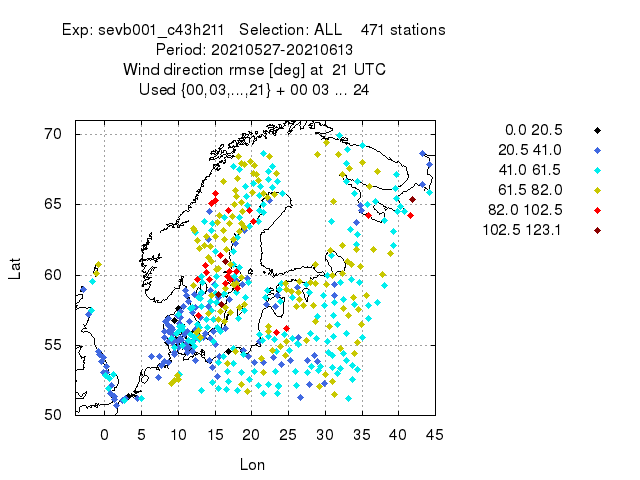 Exp: sevb001_c43h211 Selection: ALL 471 stations
Period: 20210527-20210613
Wind direction rmse [deg] at 21 UTC
Used {00,03,...,21} + 00 03 ... 24
0.0 20.5
20.5 41.0
41.0 61.5
61.5 82.0
82.0 102.5
102.5 123.1
70
65
60
55
50
Lat
0 5 10 15 20 25 30 35 40 45
Lon